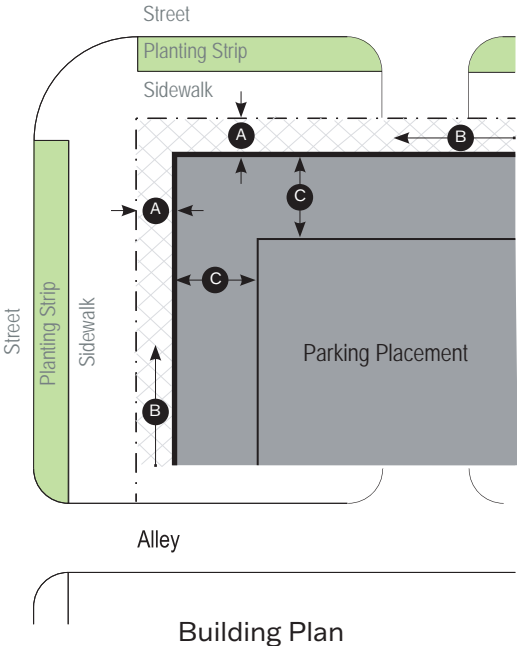 Street
Planting Strip
Sidewalk
A
B
C
A
C
Street
Planting Strip
Sidewalk
Parking Placement
B
Alley
Building Plan